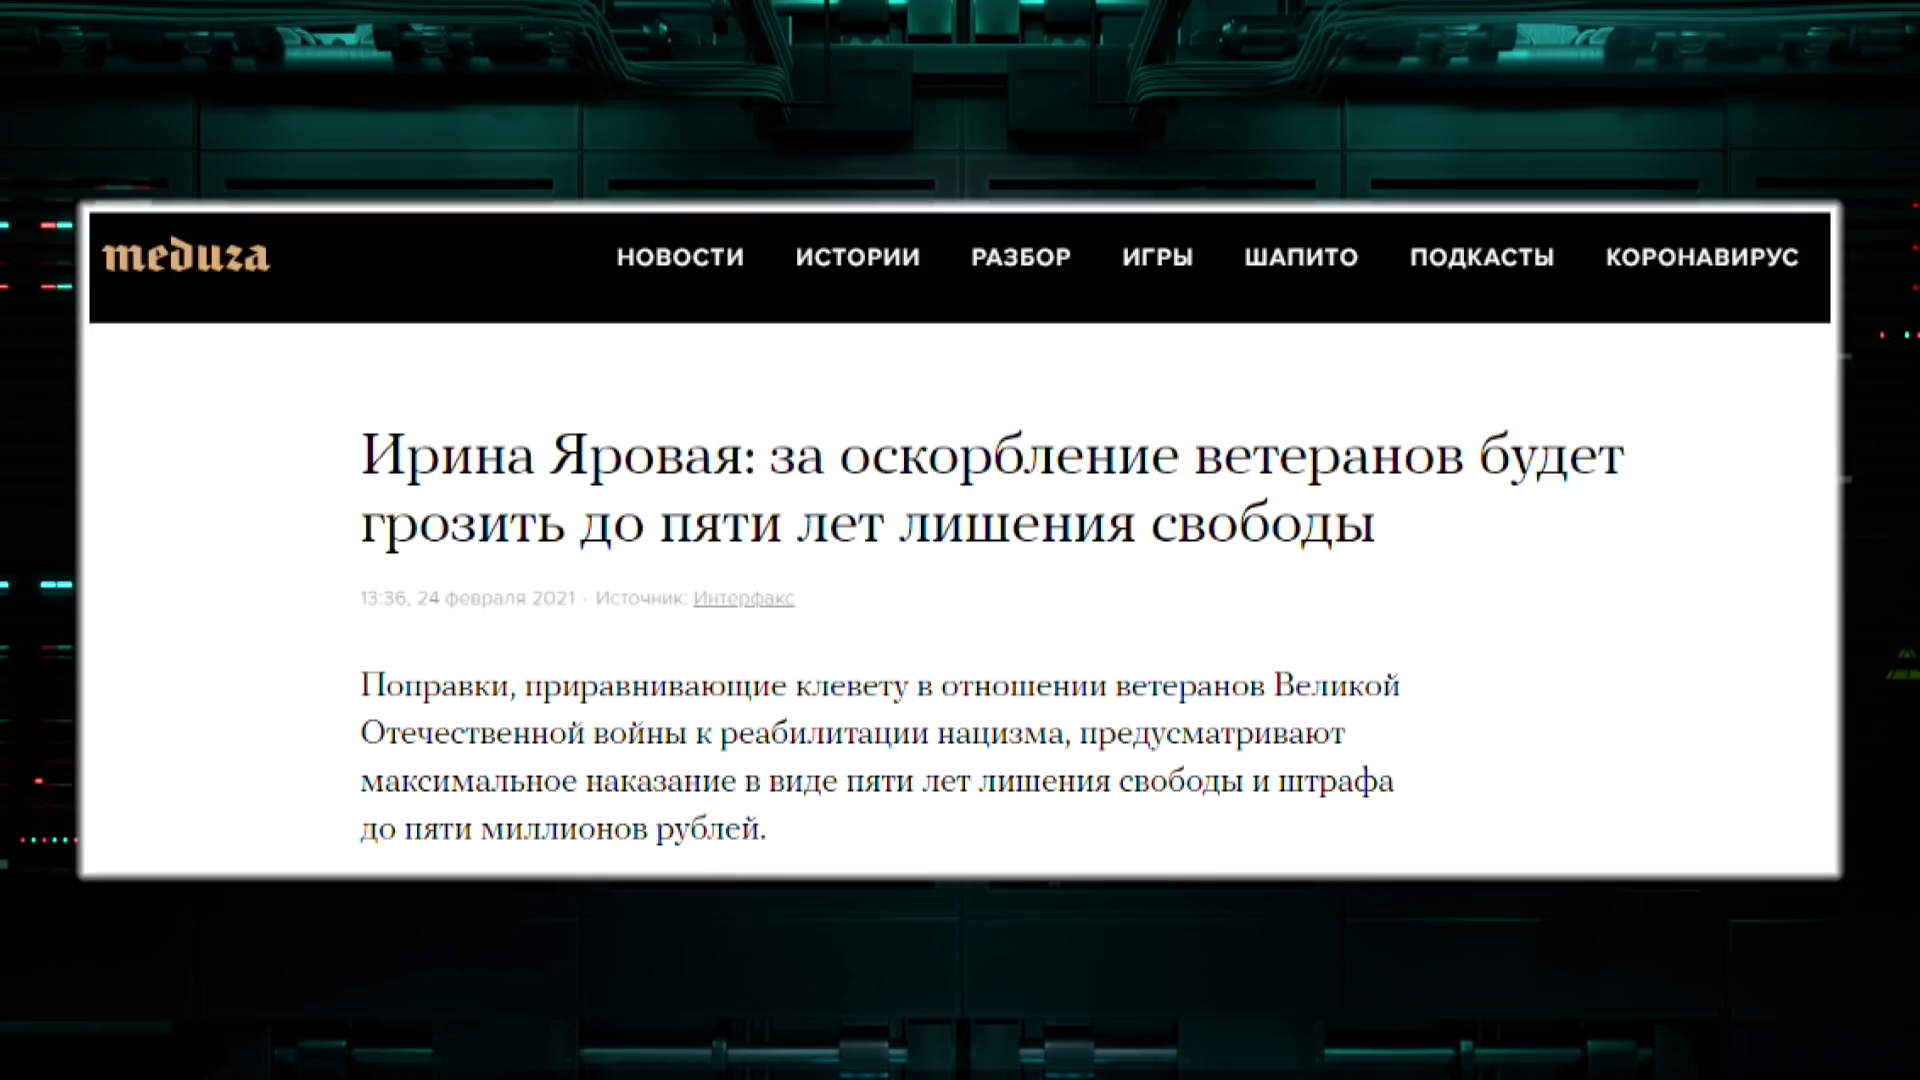 meduza
НОВОСТИ ИСТОРИИ РАЗБОР ИГРЫ ШАПИТО ПОДКАСТЫ КОРОНАВИРУС
Ирина Яровая: за оскорбление ветеранов будет
грозить до пяти лет лишения свободы
13:36, 24 февраля 2021 · Источник: Интерфакс
Поправки, приравнивающие клевету в отношении ветеранов Великой
Отечественной войны к реабилитации нацизма, предусматривают
максимальное наказание в виде пяти лет лишения свободы и штрафа
до пяти миллионов рублей.